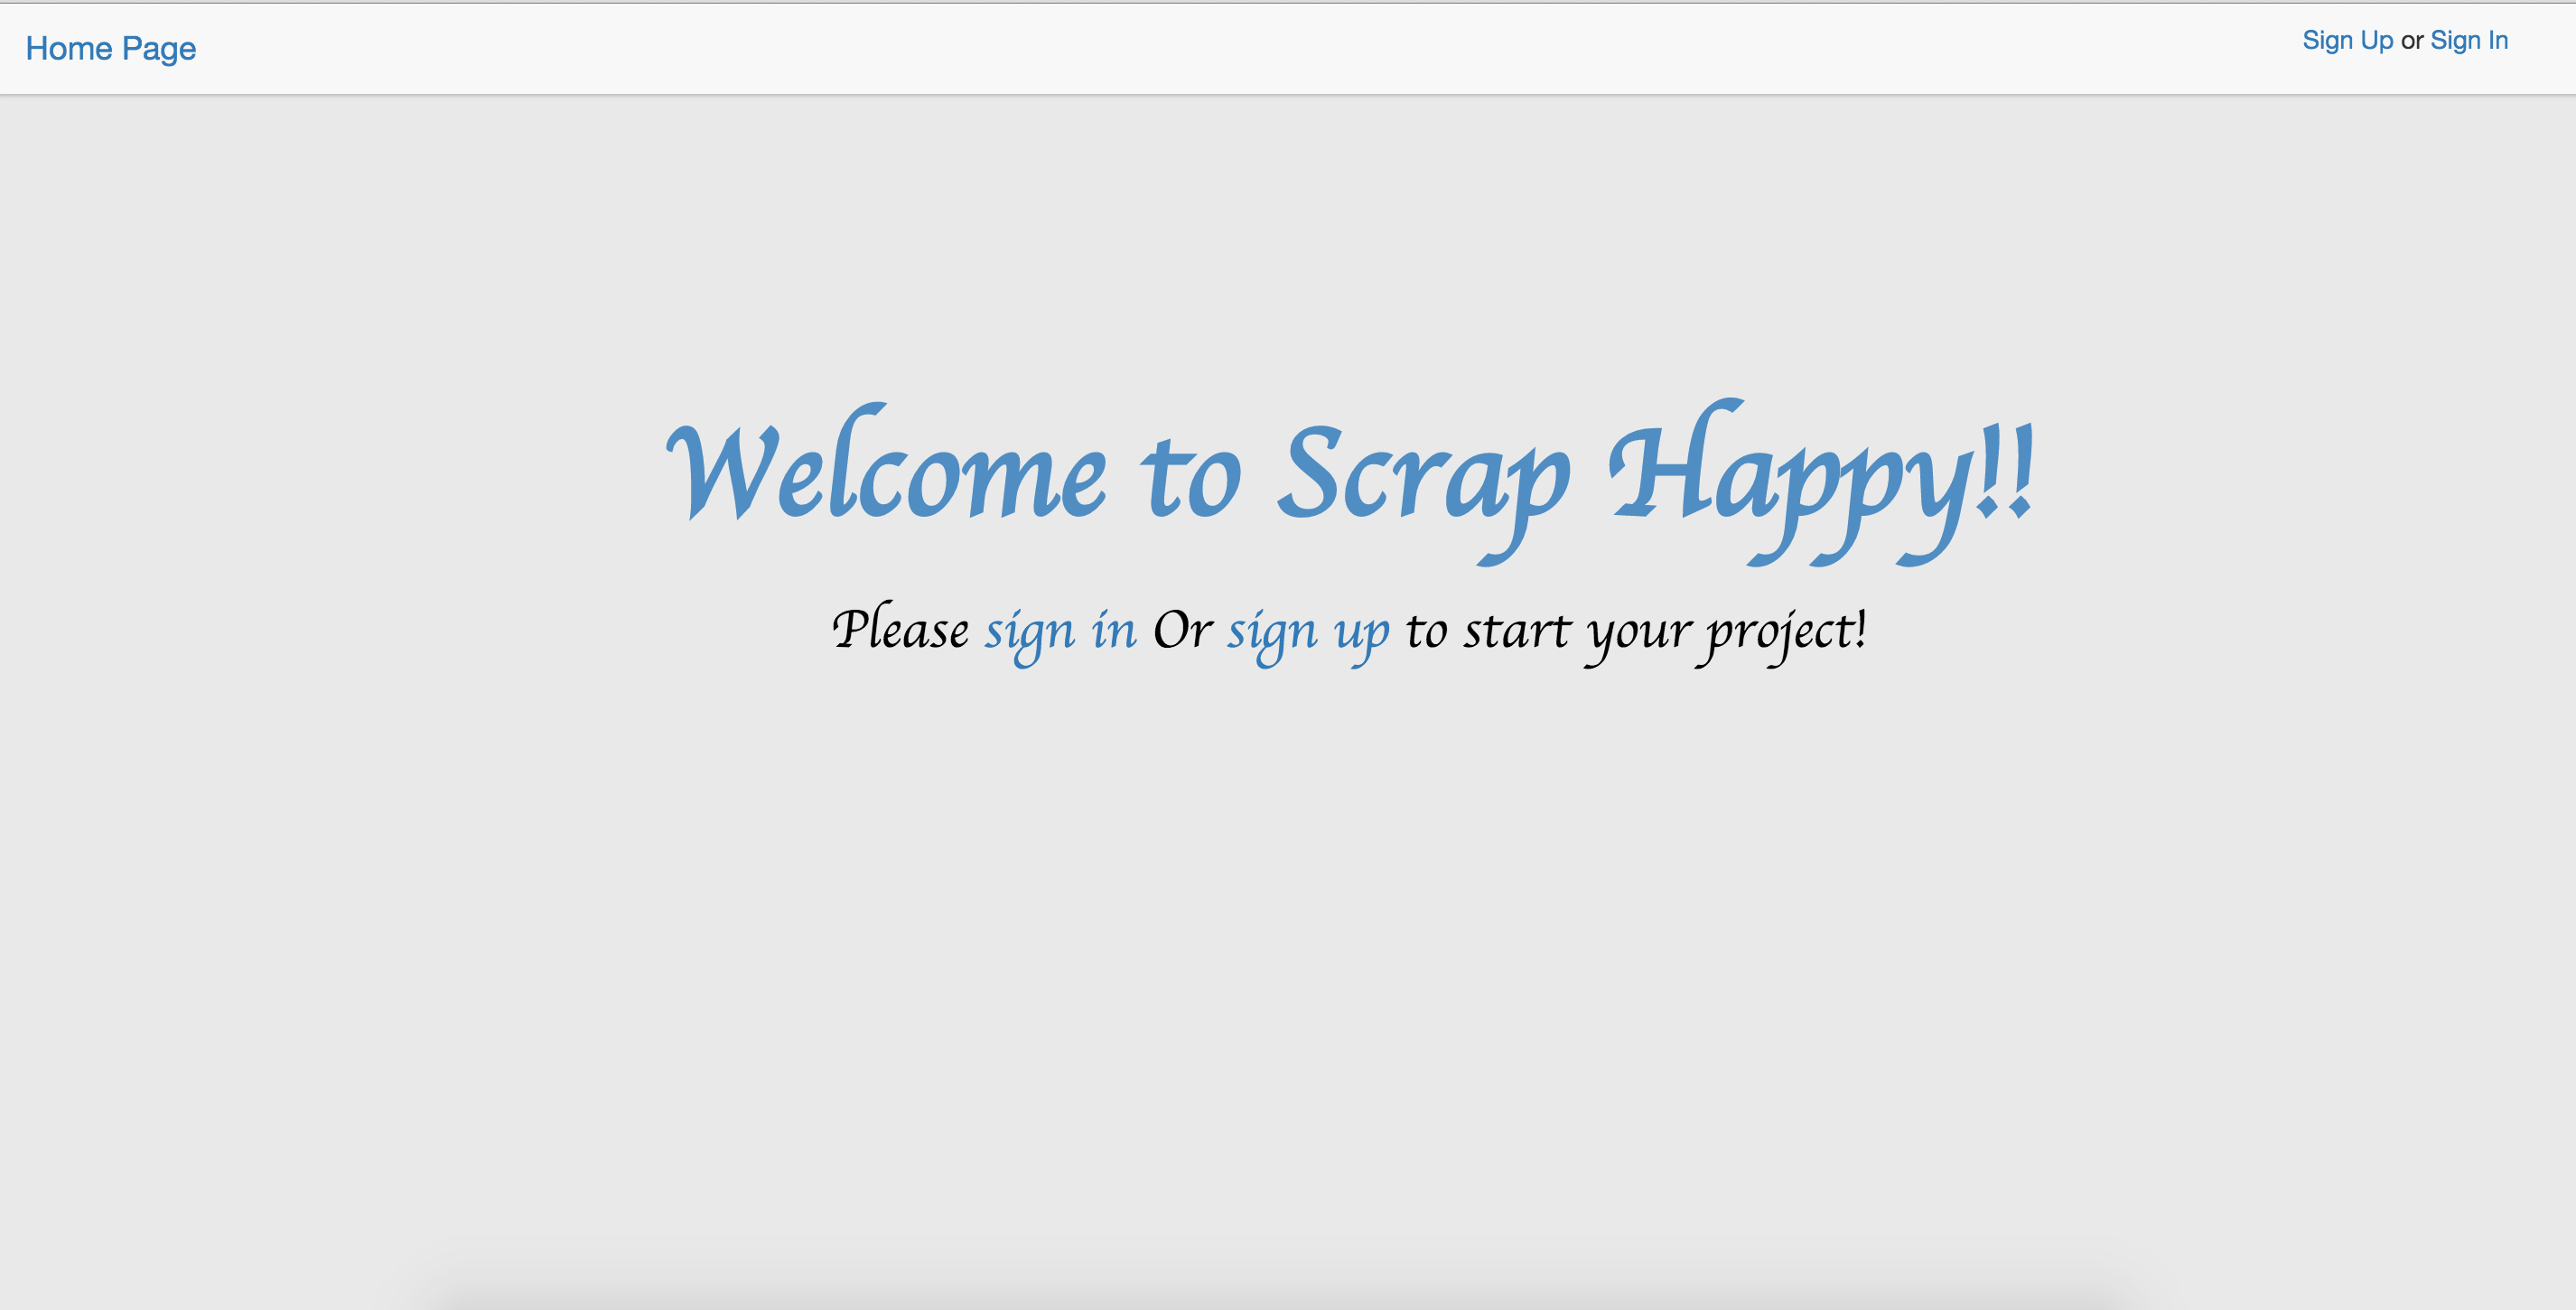 Home Page
Sign Up or Sign In
Welcome to Scrap Happy!!
Please sign in Or sign up to start your project!